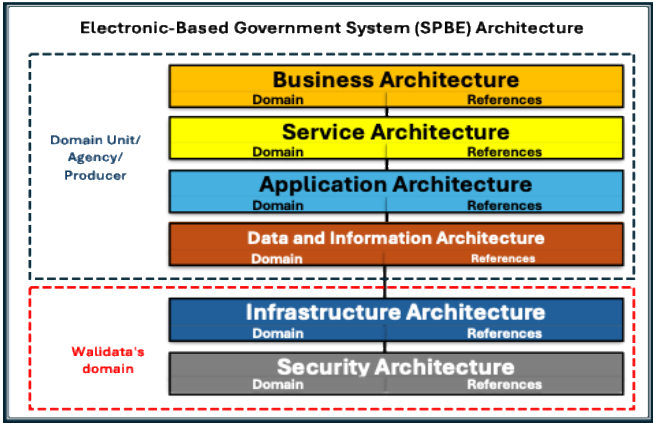 Electronic-Based Government System (SPBE) Architecture
Business Architecture
Domain References
Service Architecture
Domain References
Domain Unit/
Agency/
Producer
Application Architecture
Domain References
Data and Information Architecture
Domain References
Infrastructure Architecture
Domain References
Walidata's
domain
Security Architecture
Domain References